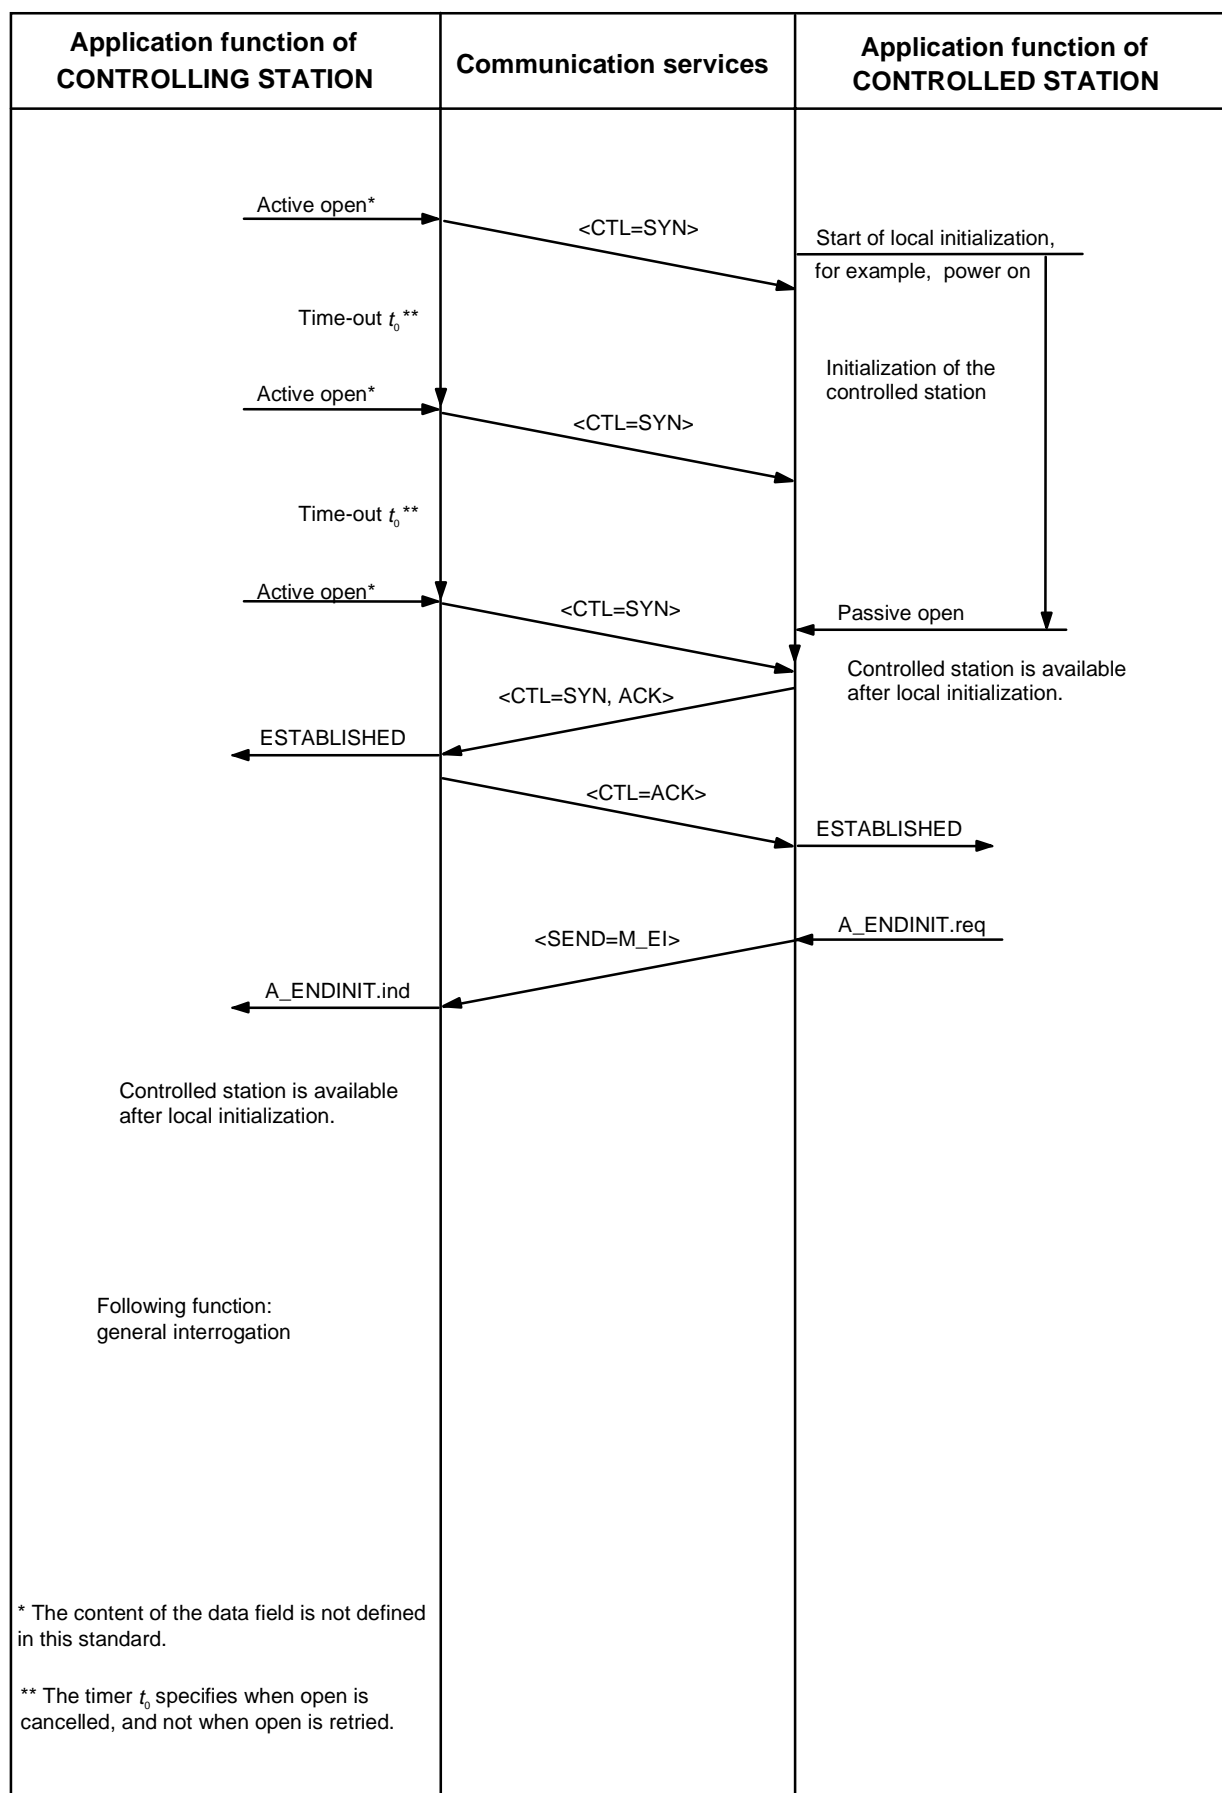 Application function of
CONTROLLING STATION
Communication services
Application function of
CONTROLLED STATION
Active open*
<CTL=SYN>
Start of local initialization,
for example, power on
Time-out t0**
Initialization of the
controlled station
Active open*
<CTL=SYN>
Time-out t0**
Active open*
<CTL=SYN>
Passive open
Controlled station is available
after local initialization.
<CTL=SYN, ACK>
ESTABLISHED
<CTL=ACK>
ESTABLISHED
A_ENDINIT.req
<SEND=M_EI>
A_ENDINIT.ind
Controlled station is available
after local initialization.
Following function:
general interrogation
* The content of the data field is not defined
in this standard.
** The timer t0 specifies when open is
cancelled, and not when open is retried.